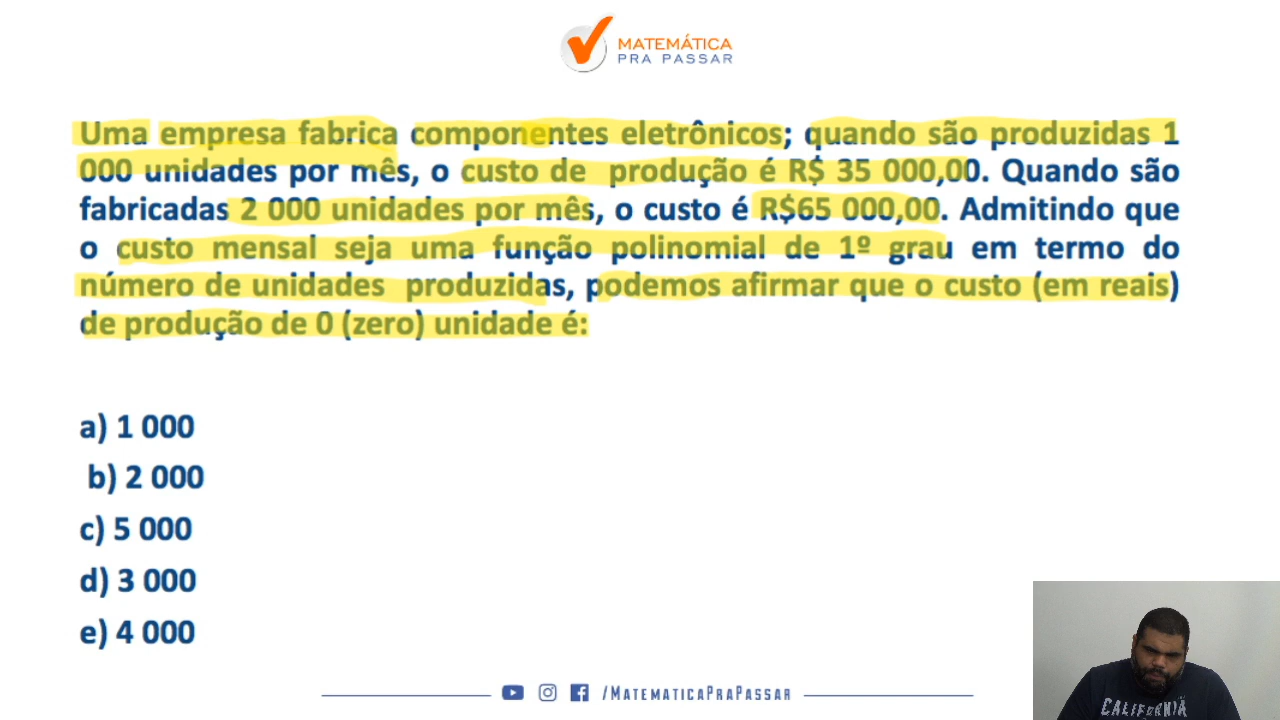 MATEMÁTICA
PRA PASSAR
Uma empresa fabrica componentes eletrônicos; quando são produzidas 1
000 unidades por mês, o custo de produção é R$ 35 000,00. Quando são
fabricadas 2 000 unidades por mês, o custo é R$65 000,00. Admitindo que
o custo mensal seja uma função polinomial de 1º grau em termo do
número de unidades produzidas, podemos afirmar que o custo (em reais)
de produção de 0 (zero) unidade é:
a) 1 000
b) 2 000
c) 5 000
d) 3 000
e) 4 000
/MATEMATICAPRAPASSAR
CALIFORNIA